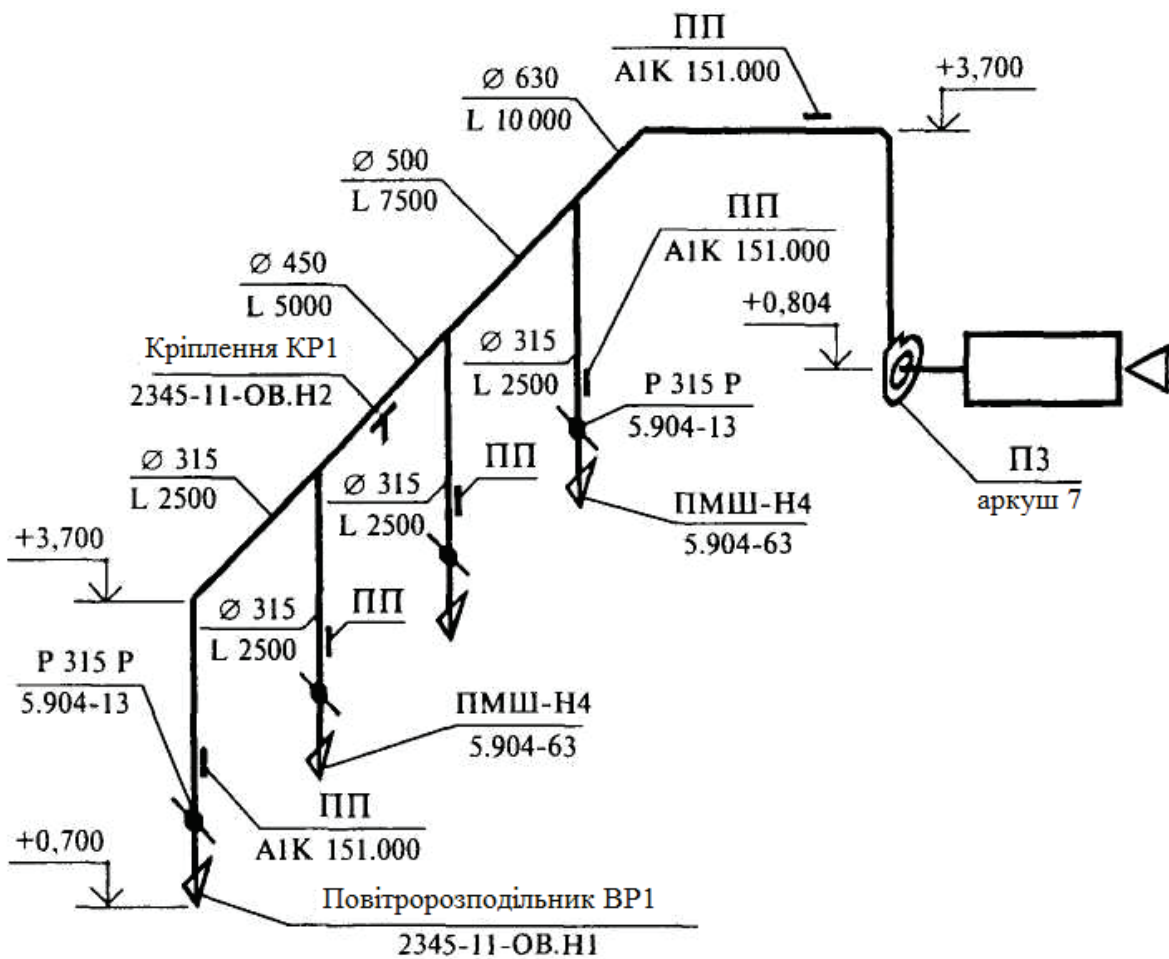 ПП
А1К 151.000
+3,700
∅ 630
L 10 000
∅ 500
L 7500
ПП
А1К 151.000
∅ 450
L 5000
+0,804
Кріплення КР1
2345-11-ОВ.Н2
∅ 315
L 2500
Р 315 Р
5.904-13
∅ 315
L 2500
ПП
∅ 315
L 2500
ПМШ-Н4
5.904-63
П3
аркуш 7
+3,700
∅ 315
L 2500
ПП
Р 315 Р
5.904-13
ПМШ-Н4
5.904-63
ПП
А1К 151.000
+0,700
Повітророзподільник ВР1
2345-11-ОВ.Н1